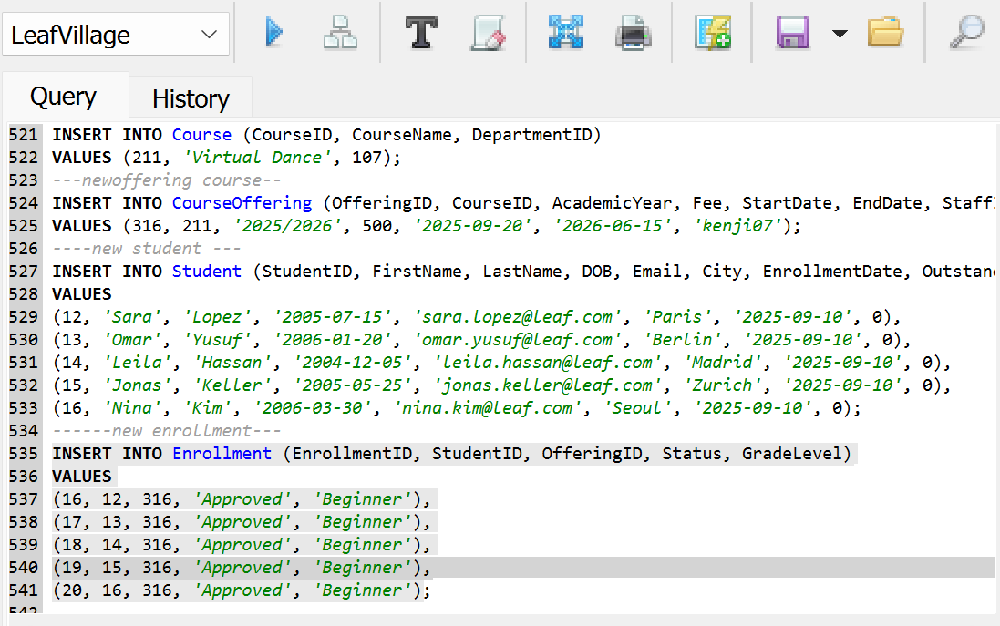 LeafVillage
Query
History
521 INSERT INTO Course (CourseID, CourseName, DepartmentID)
522 VALUES (211, 'Virtual Dance', 107);
523 ---newoffering course--
524 INSERT INTO CourseOffering (OfferingID, CourseID, AcademicYear, Fee, StartDate, EndDate, Staff
525 VALUES (316, 211, '2025/2026', 500, '2025-09-20', '2026-06-15', 'kenji07');
526 ----new student ---
527 INSERT INTO Student (StudentID, FirstName, LastName, DOB, Email, City, EnrollmentDate, Outstan
528 VALUES
529 (12, 'Sara', 'Lopez', '2005-07-15', 'sara.lopez@leaf.com', 'Paris', '2025-09-10', 0),
530 (13, 'Omar', 'Yusuf', '2006-01-20', 'omar.yusuf@leaf.com', 'Berlin', '2025-09-10', 0),
531 (14, 'Leila', 'Hassan', '2004-12-05', 'leila.hassan@leaf.com', 'Madrid', '2025-09-10', 0),
532 (15, 'Jonas', 'Keller', '2005-05-25', 'jonas.keller@leaf.com', 'Zurich', '2025-09-10', 0),
533 (16, 'Nina', 'Kim', '2006-03-30', 'nina.kim@leaf.com', 'Seoul', '2025-09-10', 0);
534 ------new enrollment---
535 INSERT INTO Enrollment (EnrollmentID, StudentID, OfferingID, Status, GradeLevel)
536 VALUES
537 (16, 12, 316, 'Approved', 'Beginner'),
538 (17, 13, 316, 'Approved', 'Beginner'),
539 (18, 14, 316, 'Approved', 'Beginner'),
540 (19, 15, 316, 'Approved', 'Beginner'),
541 (20, 16, 316, 'Approved', 'Beginner');
542